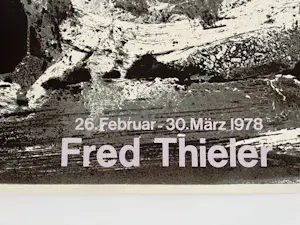 26. Februar - 30. März 1978
Fred Thieler